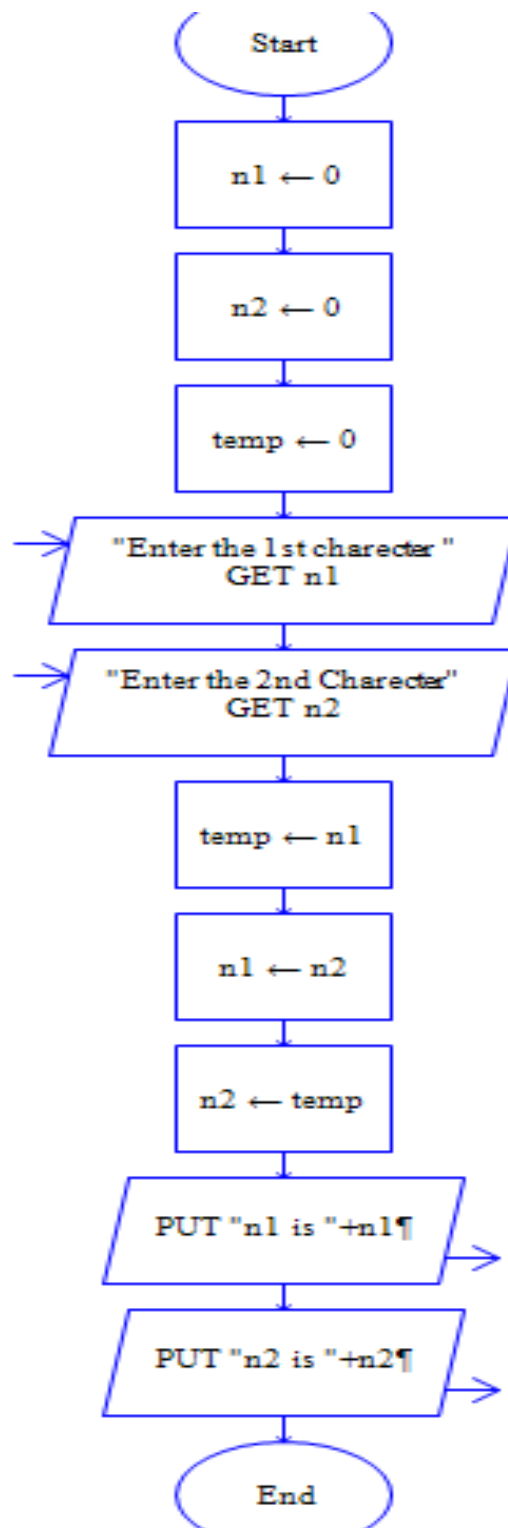 Start
n1 ← 0
n2 ← 0
temp ← 0
"Enter the 1st charecter "
GET n1
"Enter the 2nd Charecter"
GET n2
temp ← n1
n1 ← n2
n2 ← temp
PUT "n1 is "+n1¶
PUT "n2 is "+n2¶
End